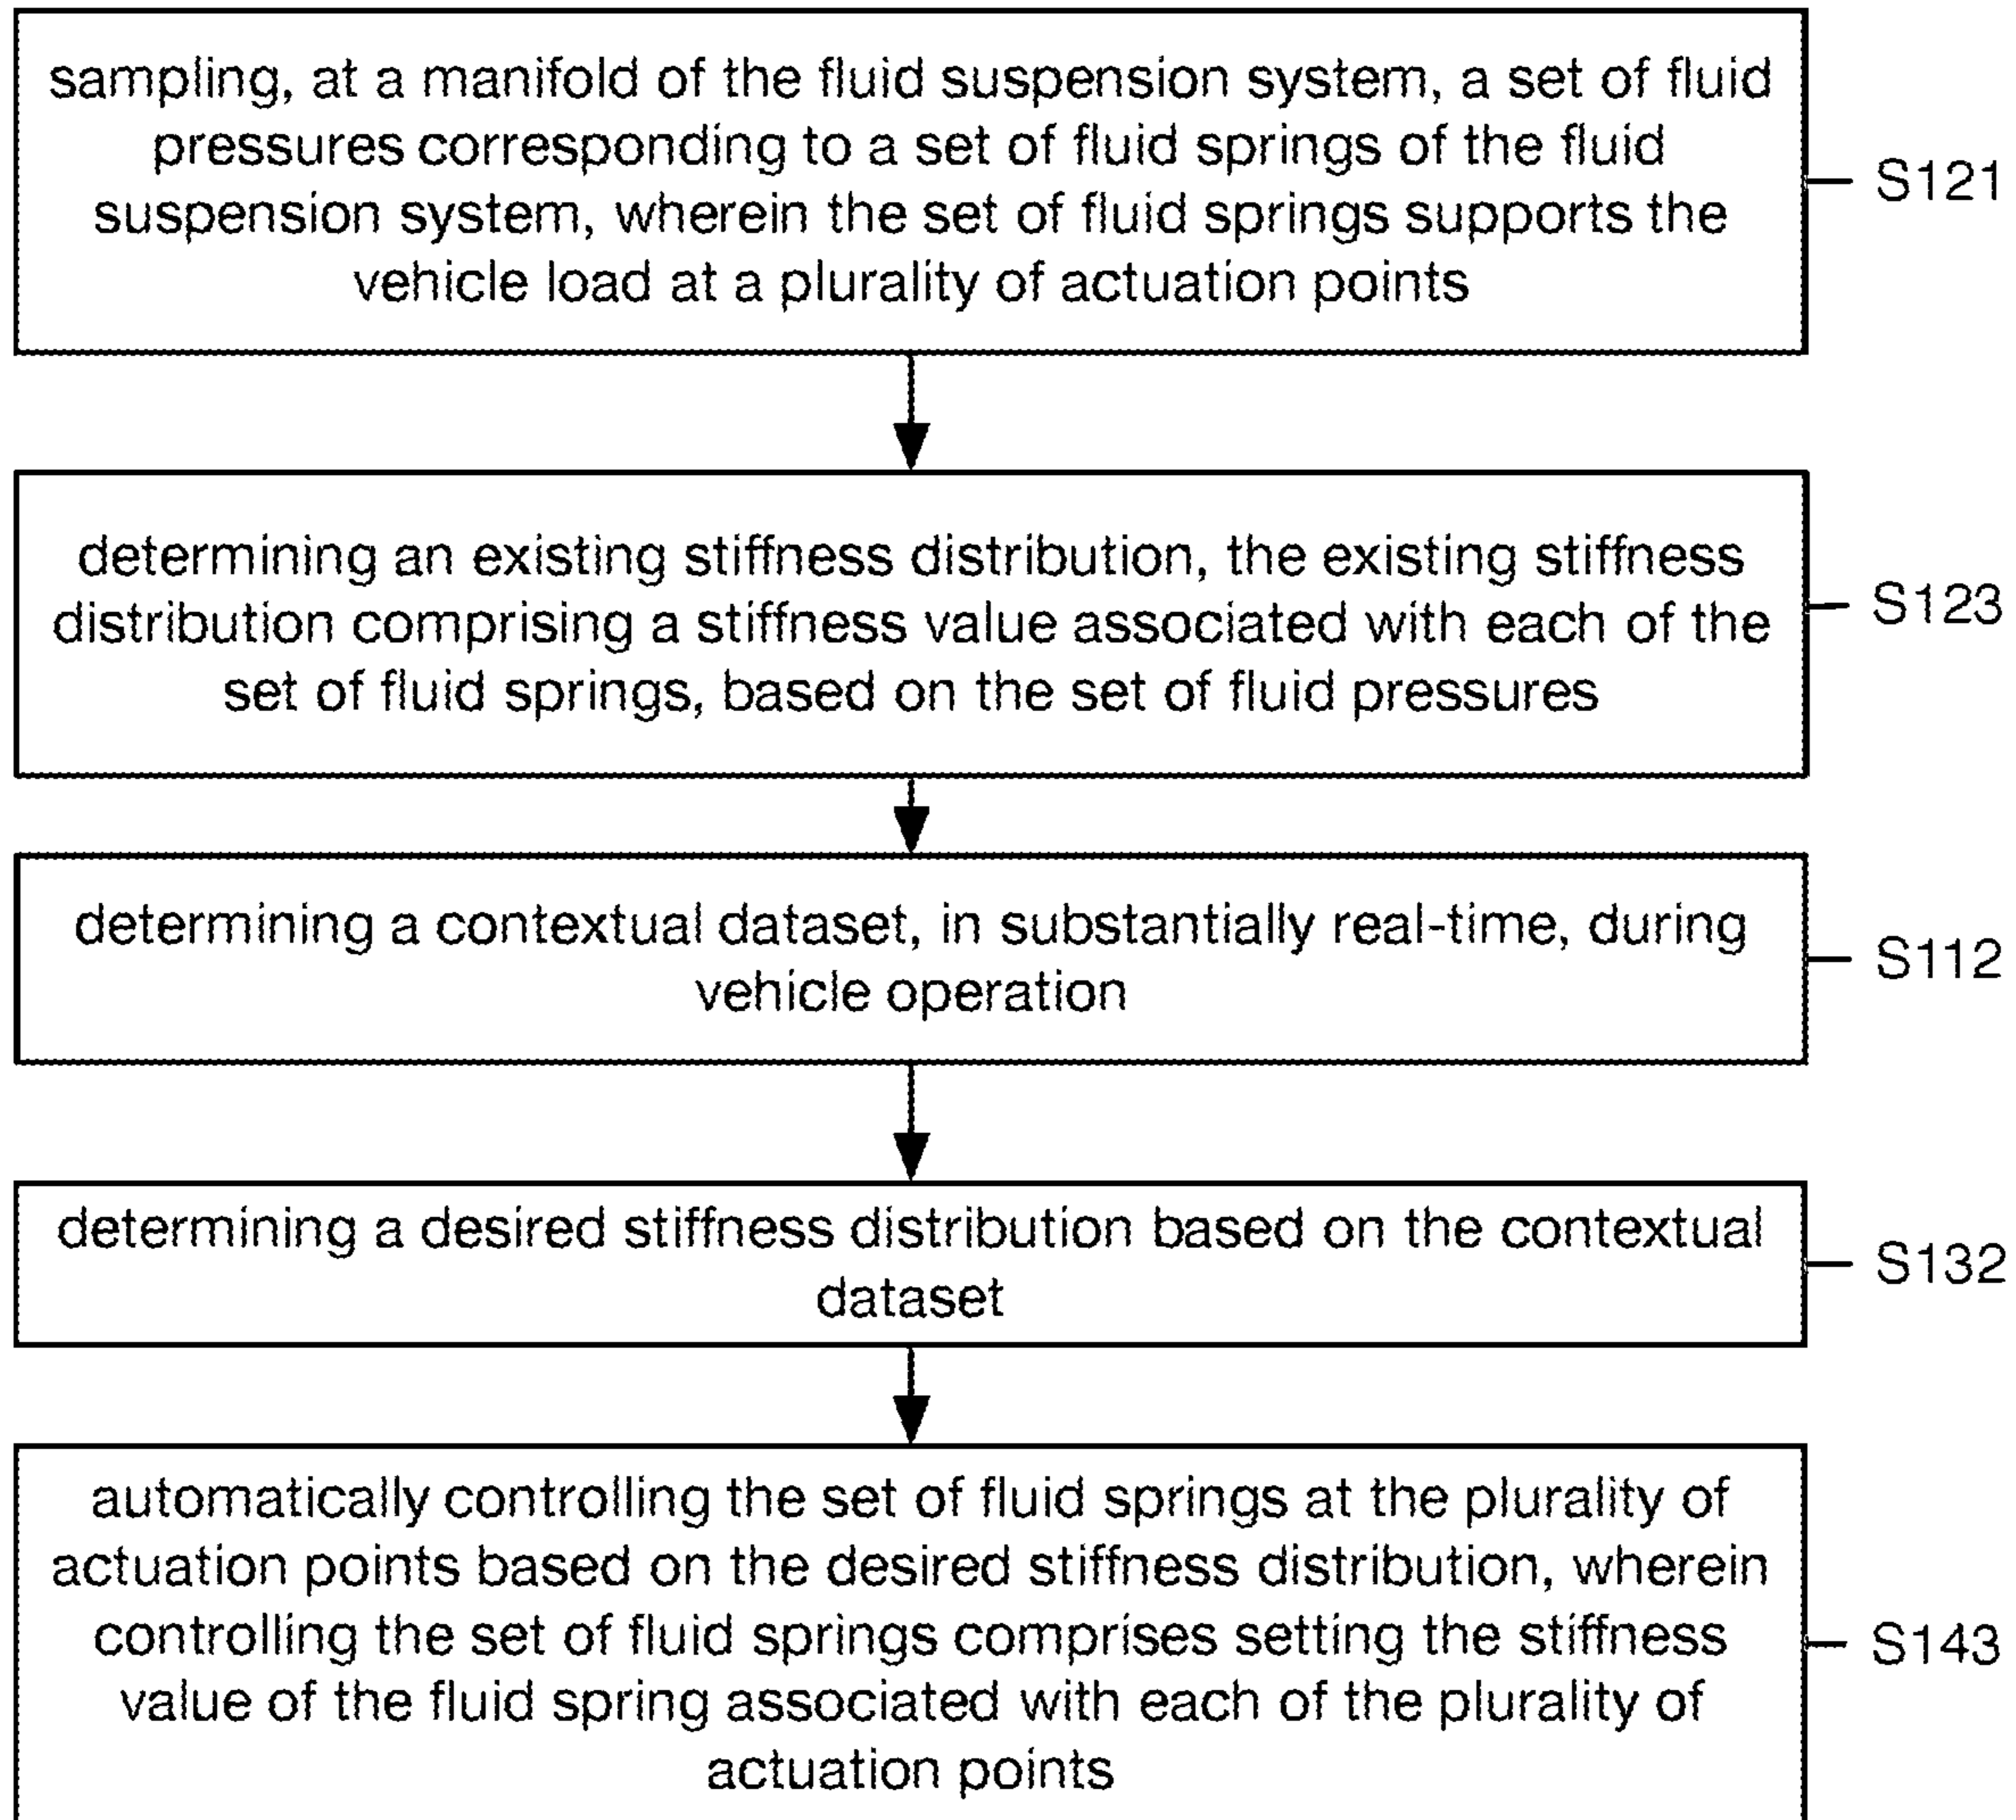 sampling, at a manifold of the fluid suspension system, a set of fluid
pressures corresponding to a set of fluid springs of the fluid
suspension system, wherein the set of fluid springs supports the
vehicle load at a plurality of actuation points
S121
determining an existing stiffness distribution, the existing stiffness
distribution comprising a stiffness value associated with each of the
set of fluid springs, based on the set of fluid pressures
S123
determining a contextual dataset, in substantially real-time, during
vehicle operation
S112
determining a desired stiffness distribution based on the contextual
dataset
S132
automatically controlling the set of fluid springs at the plurality of
actuation points based on the desired stiffness distribution, wherein
controlling the set of fluid springs comprises setting the stiffness
value of the fluid spring associated with each of the plurality of
actuation points
S143